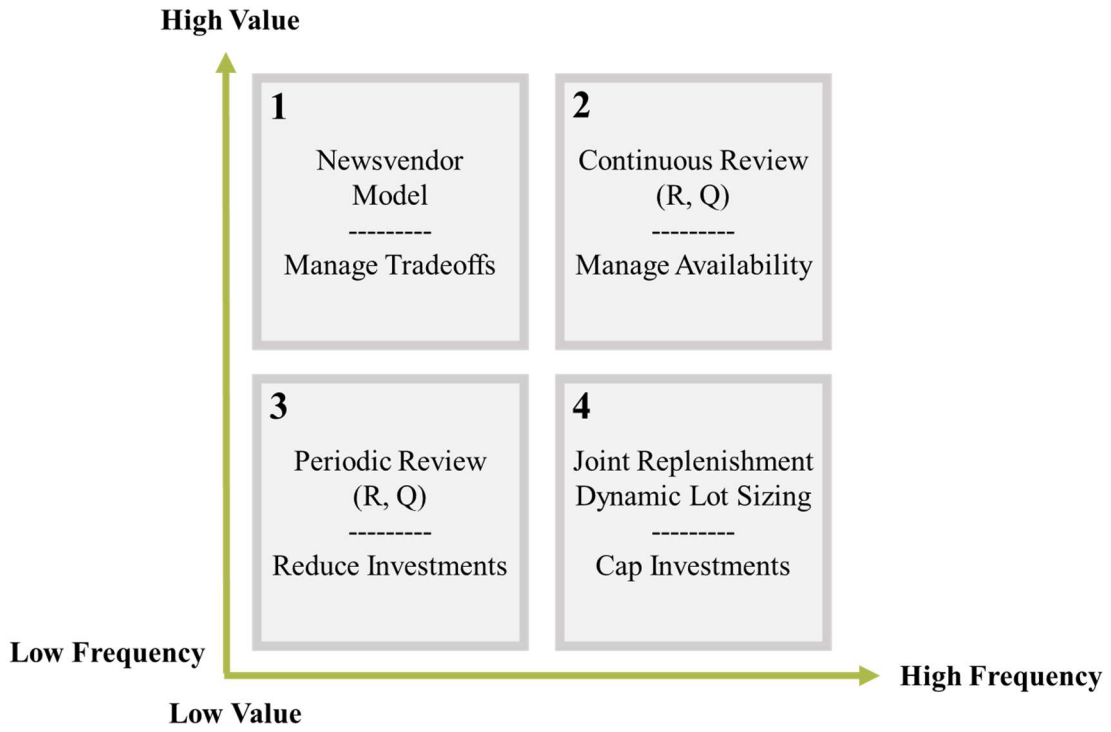 High Value
1
Newsvendor
Model
---------
Manage Tradeoffs
2
Continuous Review
(R, Q)
---------
Manage Availability
3
Periodic Review
(R, Q)
---------
Reduce Investments
4
Joint Replenishment
Dynamic Lot Sizing
---------
Cap Investments
Low Frequency
High Frequency
Low Value